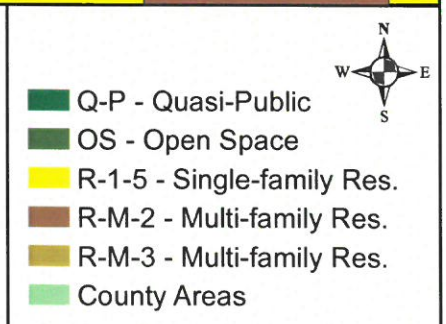 N
W E
S
Q-P - Quasi-Public
OS - Open Space
R-1-5 - Single-family Res.
R-M-2 - Multi-family Res.
R-M-3 - Multi-family Res.
County Areas